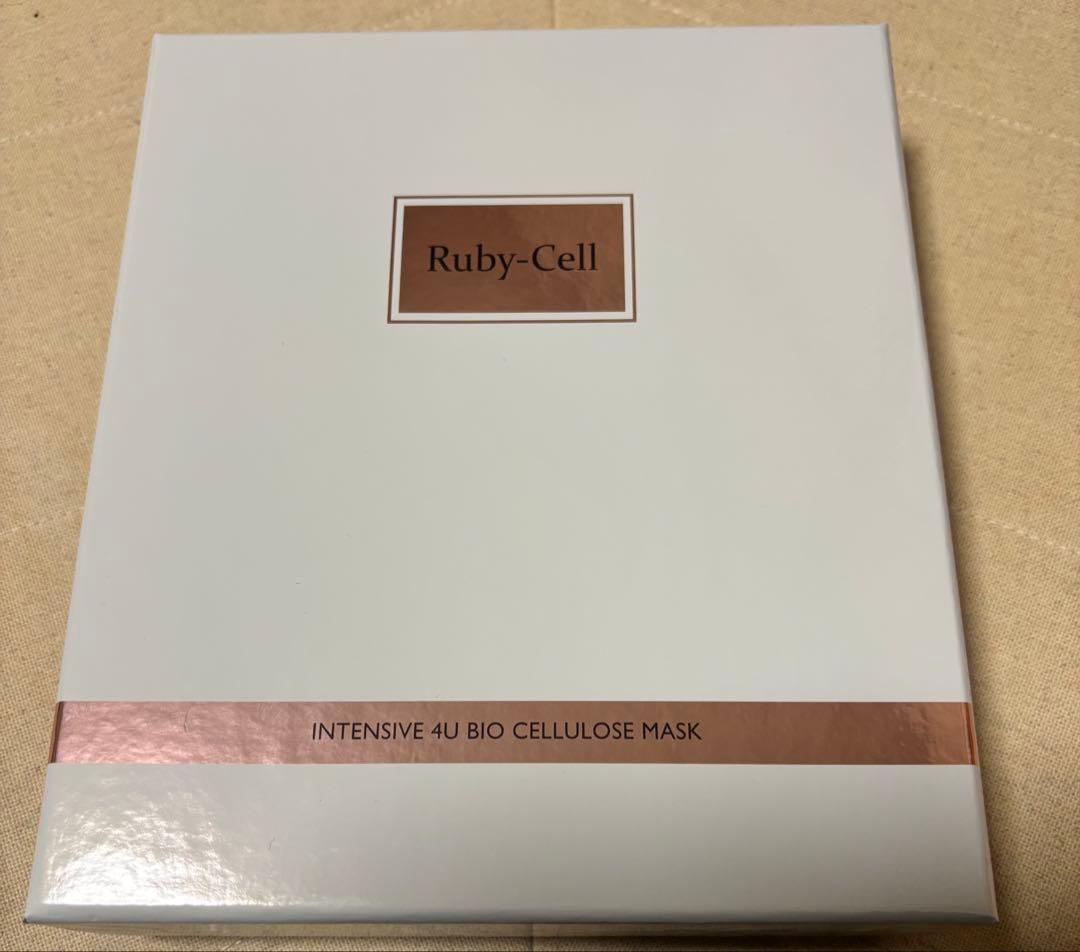 Ruby-Cell
INTENSIVE 4U BIO CELLULOSE MASK